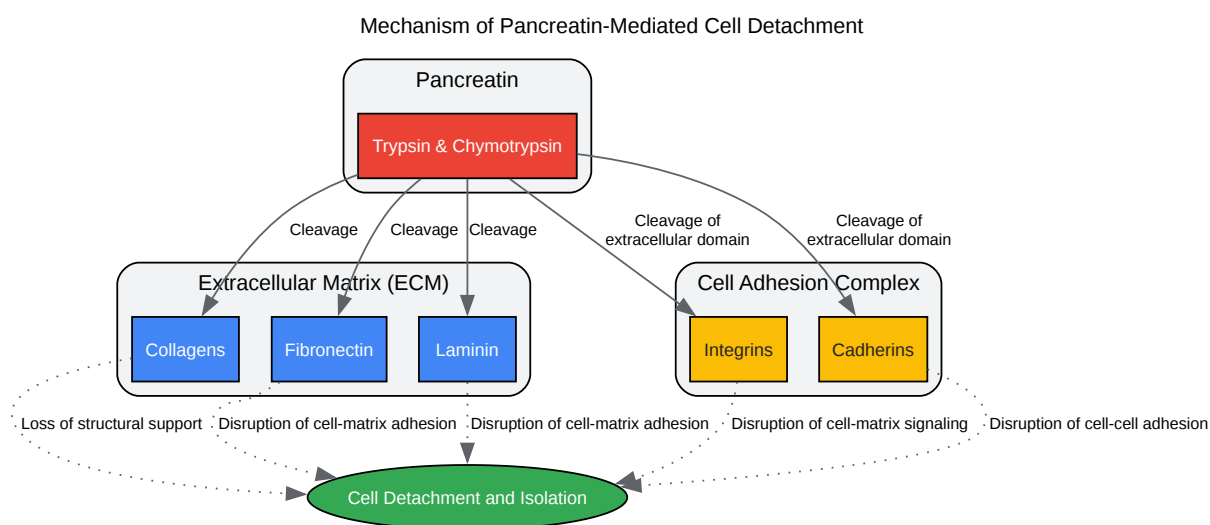 Mechanism of Pancreatin-Mediated Cell Detachment
Pancreatin
Trypsin & Chymotrypsin
Cleavage
Cleavage
Cleavage
Cleavage of
extracellular domain
Cleavage of
extracellular domain
Extracellular Matrix (ECM)
Cell Adhesion Complex
Collagens
Fibronectin
Laminin
Integrins
Cadherins
Loss of structural support
Disruption of cell-matrix adhesion
Disruption of cell-matrix adhesion
Disruption of cell-matrix signaling
Disruption of cell-cell adhesion
Cell Detachment and Isolation